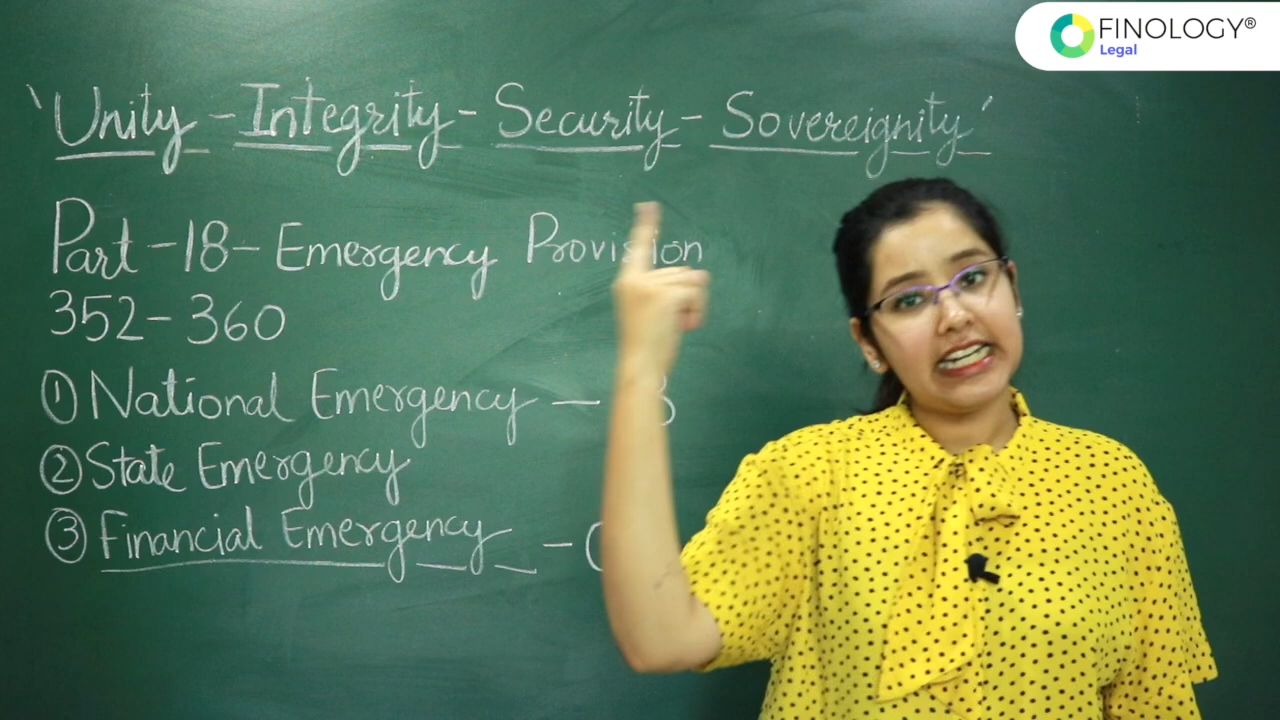 FINOLOGY®
Legal
'Unity - Integrity - Security - Sovereignity'
Part - 18 - Emergency Provision
352 - 360
① National Emergency —
② State Emergency
③ Financial Emergency —